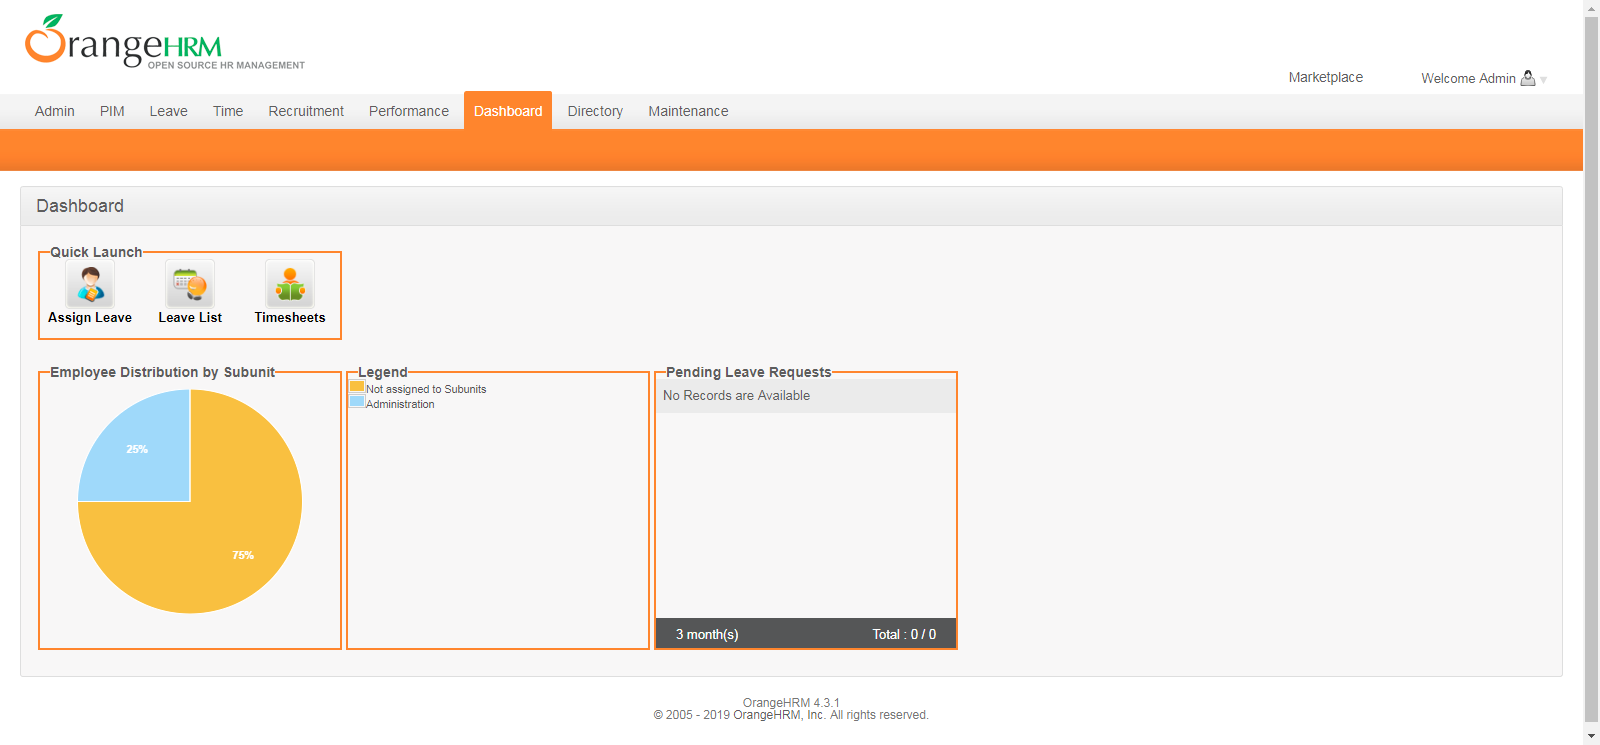 OrangeHRM
OPEN SOURCE HR MANAGEMENT
Marketplace
Welcome Admin
Admin PIM Leave Time Recruitment Performance Dashboard Directory Maintenance
Dashboard
Quick Launch
Assign Leave Leave List Timesheets
Employee Distribution by Subunit
25%
75%
Legend
Not assigned to Subunits
Administration
Pending Leave Requests
No Records are Available
3 month(s) Total : 0 / 0
OrangeHRM 4.3.1
© 2005 - 2019 OrangeHRM, Inc. All rights reserved.